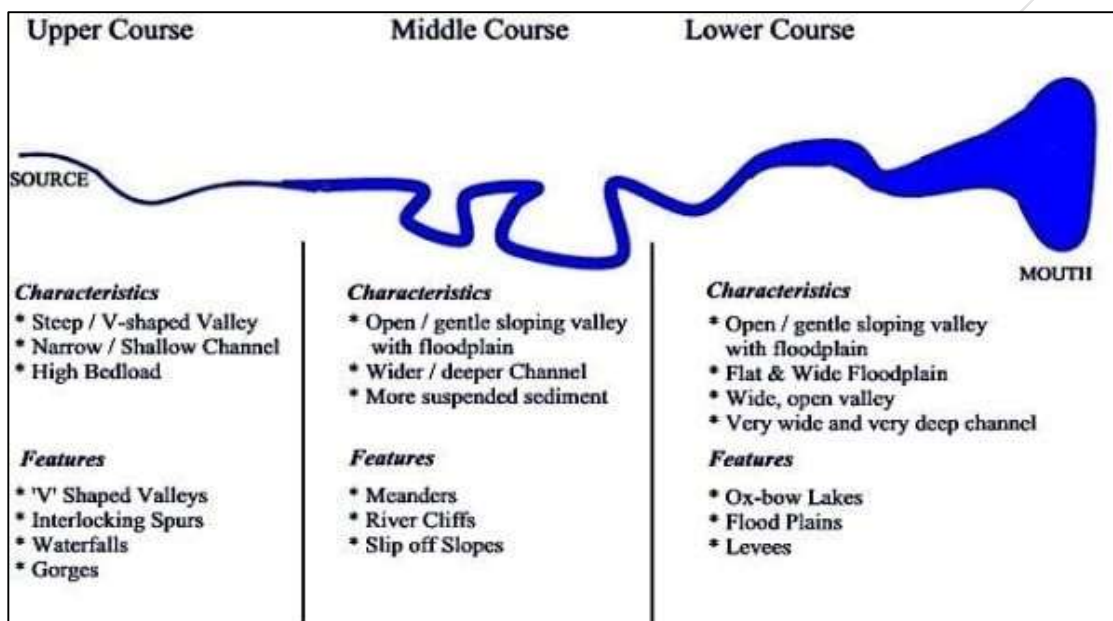 Upper Course
Middle Course
Lower Course
SOURCE
MOUTH
Characteristics
* Steep / V-shaped Valley
* Narrow / Shallow Channel
* High Bedload
Features
* 'V' Shaped Valleys
* Interlocking Spurs
* Waterfalls
* Gorges
Characteristics
* Open / gentle sloping valley
with floodplain
* Wider / deeper Channel
* More suspended sediment
Features
* Meanders
* River Cliffs
* Slip off Slopes
Characteristics
* Open / gentle sloping valley
with floodplain
* Flat & Wide Floodplain
* Wide, open valley
* Very wide and very deep channel
Features
* Ox-bow Lakes
* Flood Plains
* Levees